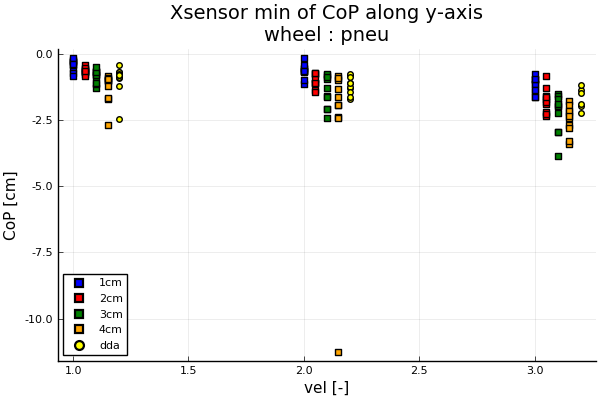 Xsensor min of CoP along y-axis
wheel : pneu
CoP [cm]
0.0
-2.5
-5.0
-7.5
-10.0
1cm
2cm
3cm
4cm
dda
1.0
1.5
2.0
2.5
3.0
vel [-]